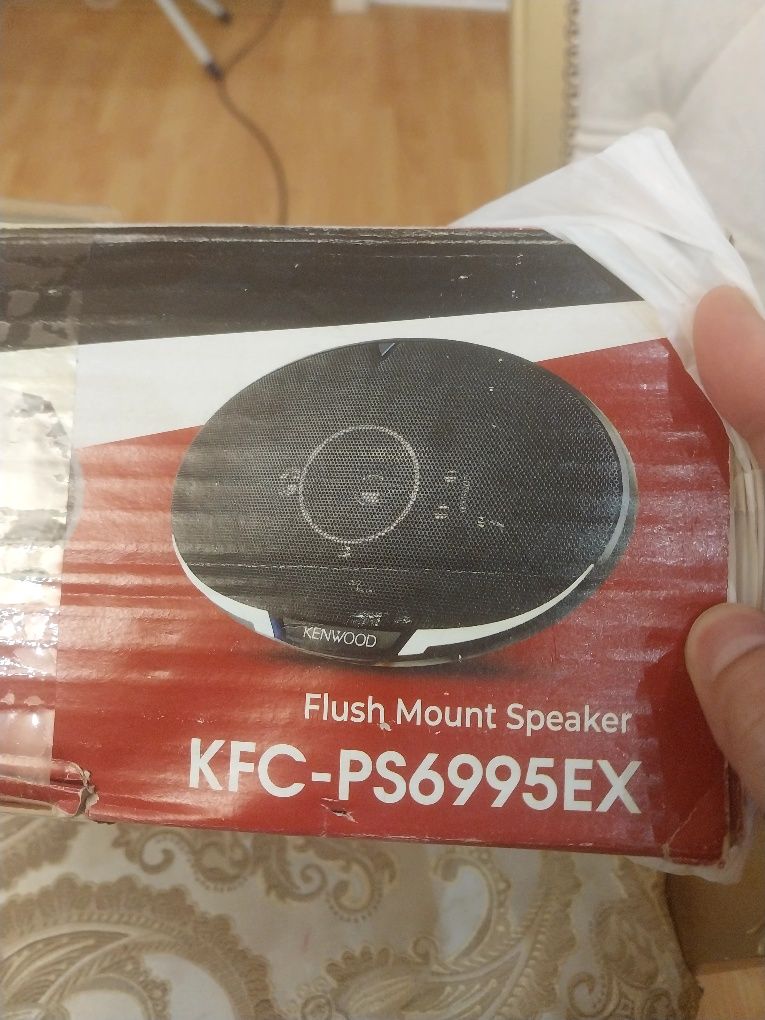 KENWOOD
Flush Mount Speaker
KFC-PS6995EX